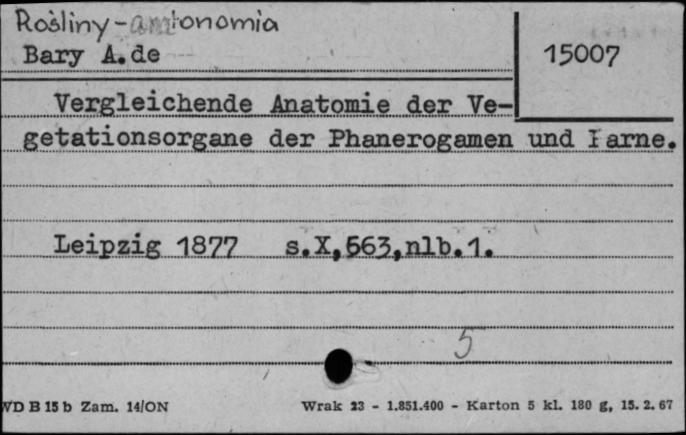 Rośliny - antonomia
Bary A.de
15007
Vergleichende Anatomie der Ve-
getationsorgane der Phanerogamen und Farne.
Leipzig 1877 s.X,563,nlb.1.
5
WD B 15 b Zam. 14/ON Wrak 23 - 1.851.400 - Karton 5 kl. 180 g, 15. 2. 67